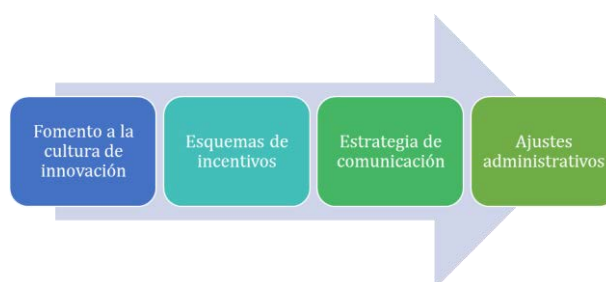 Fomento a la
cultura de
innovación
Esquemas de
incentivos
Estrategia de
comunicación
Ajustes
administrativos